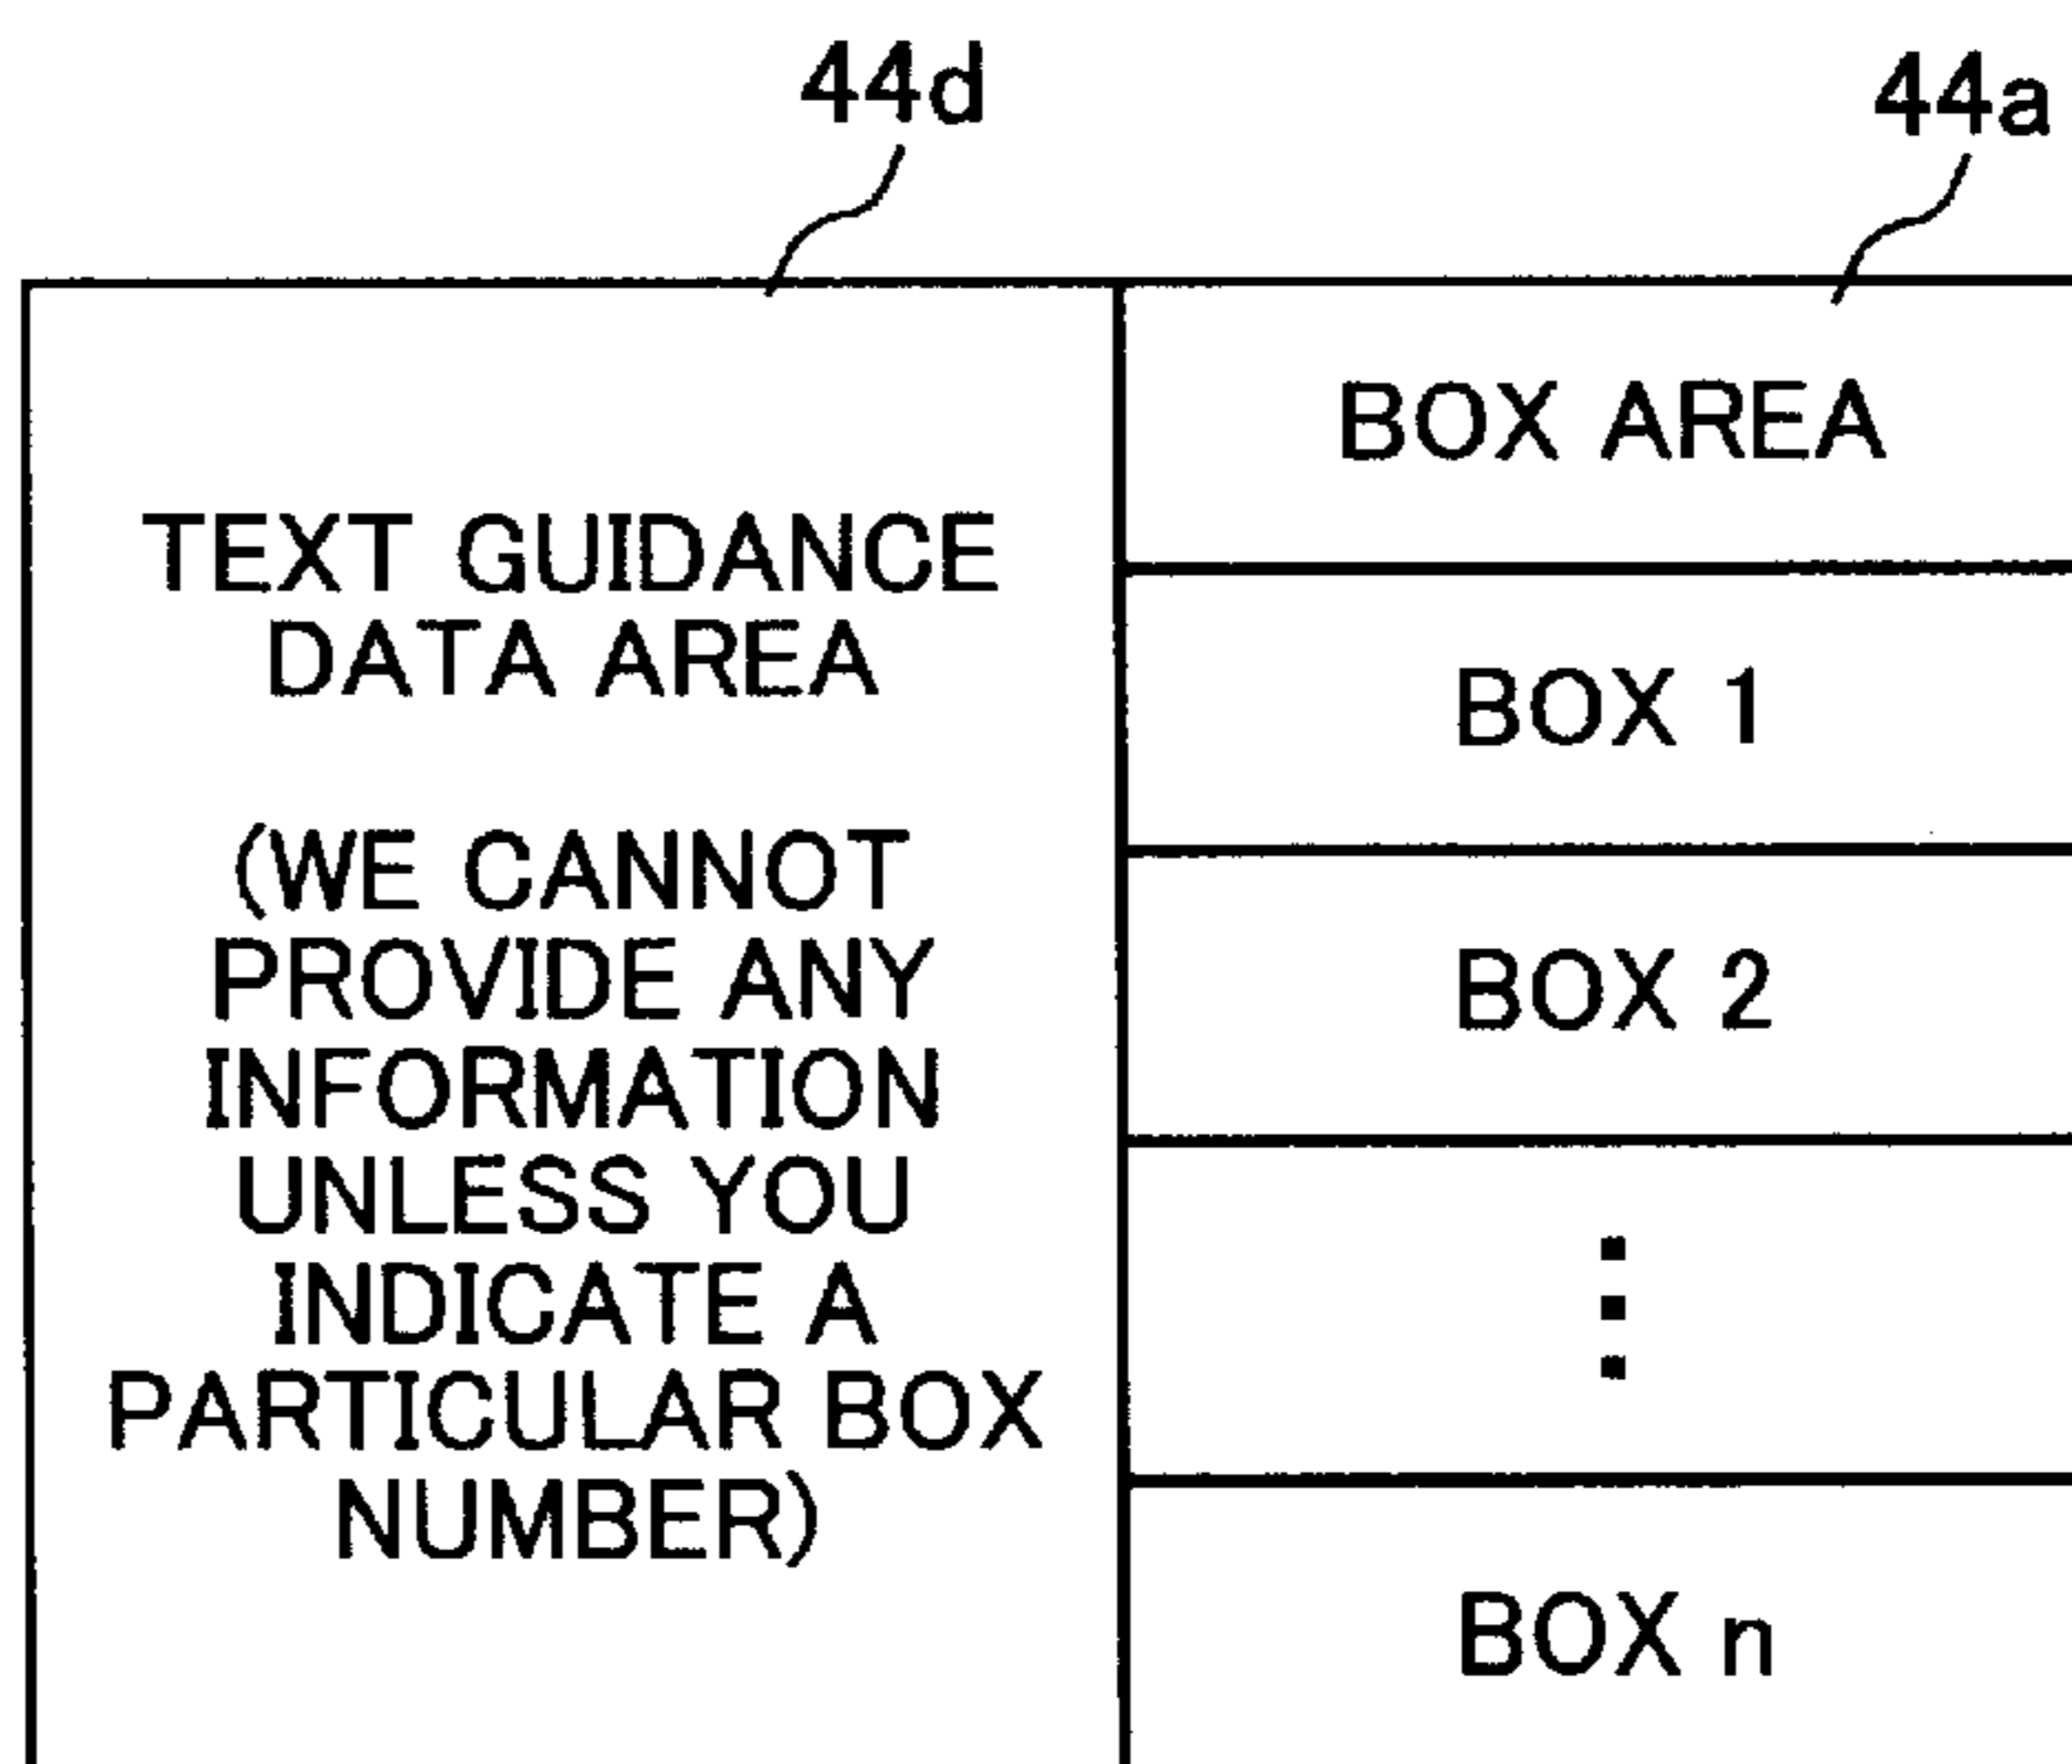 44d
44a
TEXT GUIDANCE
DATA AREA
(WE CANNOT
PROVIDE ANY
INFORMATION
UNLESS YOU
INDICATE A
PARTICULAR BOX
NUMBER)
BOX AREA
BOX 1
BOX 2
BOX n